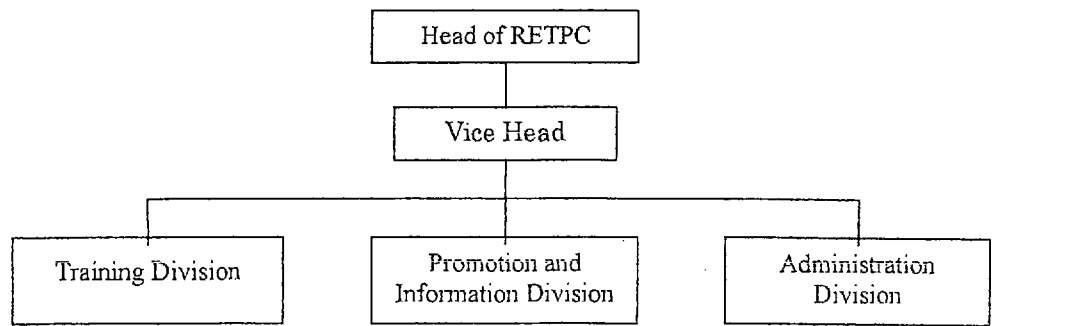 Head of RETPC
Vice Head
Training Division
Promotion and
Information Division
Administration
Division